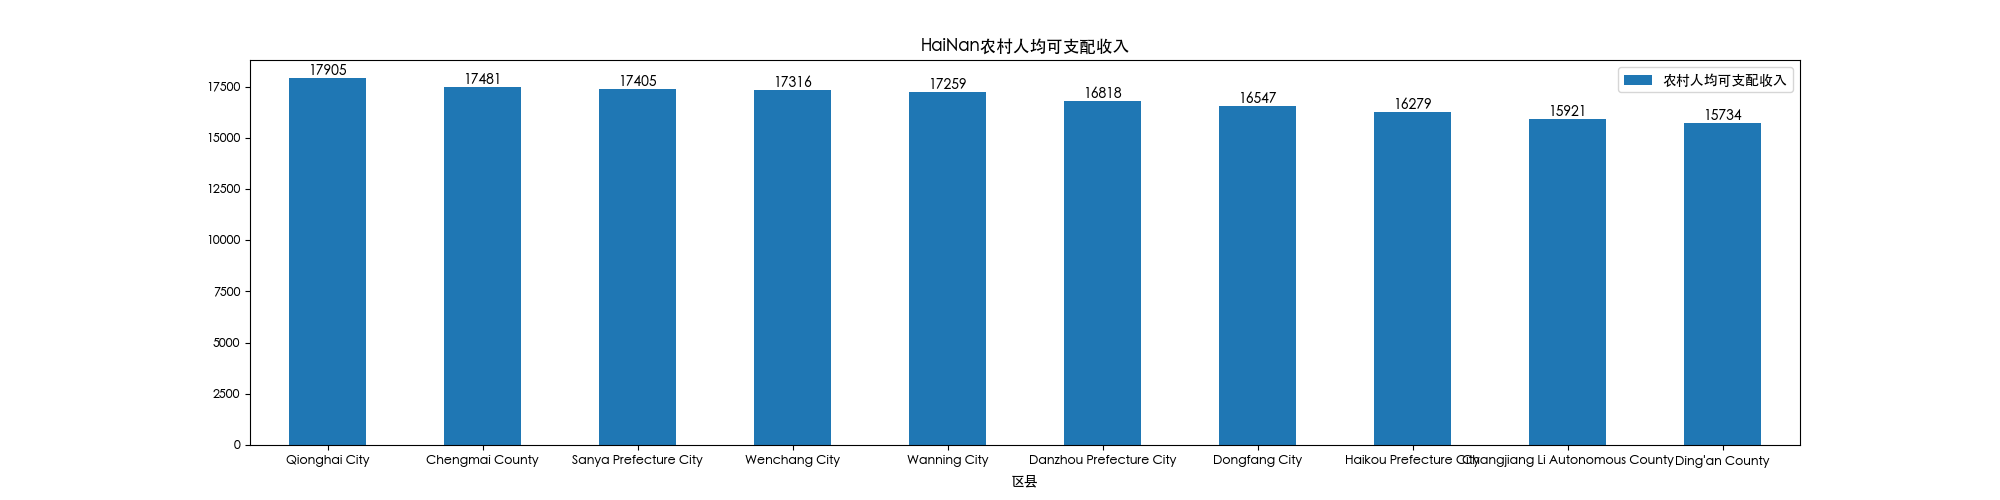 HaiNan农村人均可支配收入
农村人均可支配收入
17905
17481
17405
17316
17259
16818
16547
16279
15921
15734
17500
15000
12500
10000
7500
5000
2500
0
Qionghai City
Chengmai County
Sanya Prefecture City
Wenchang City
Wanning City
Danzhou Prefecture City
Dongfang City
Haikou Prefecture City
Changjiang Li Autonomous County
Ding'an County
区县